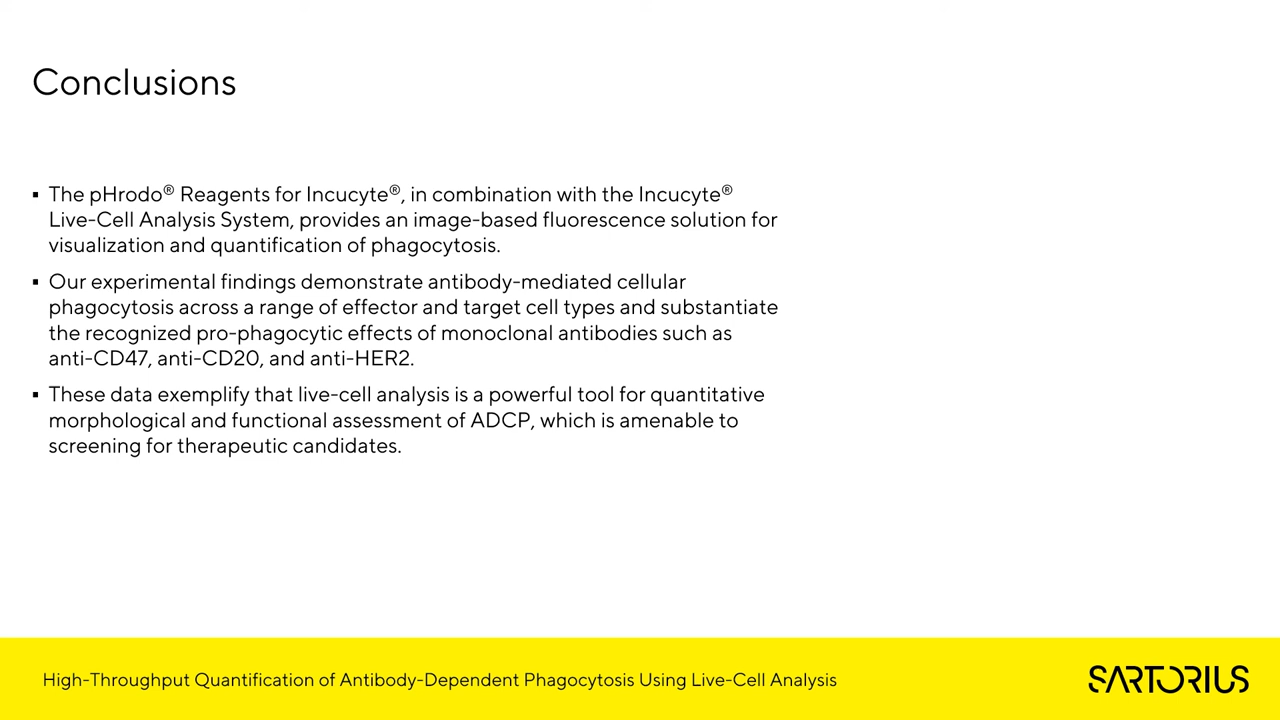 Conclusions
▪ The pHrodo® Reagents for Incucyte®, in combination with the Incucyte®
Live-Cell Analysis System, provides an image-based fluorescence solution for
visualization and quantification of phagocytosis.
▪ Our experimental findings demonstrate antibody-mediated cellular
phagocytosis across a range of effector and target cell types and substantiate
the recognized pro-phagocytic effects of monoclonal antibodies such as
anti-CD47, anti-CD20, and anti-HER2.
▪ These data exemplify that live-cell analysis is a powerful tool for quantitative
morphological and functional assessment of ADCP, which is amenable to
screening for therapeutic candidates.
High-Throughput Quantification of Antibody-Dependent Phagocytosis Using Live-Cell Analysis
SARTORIUS